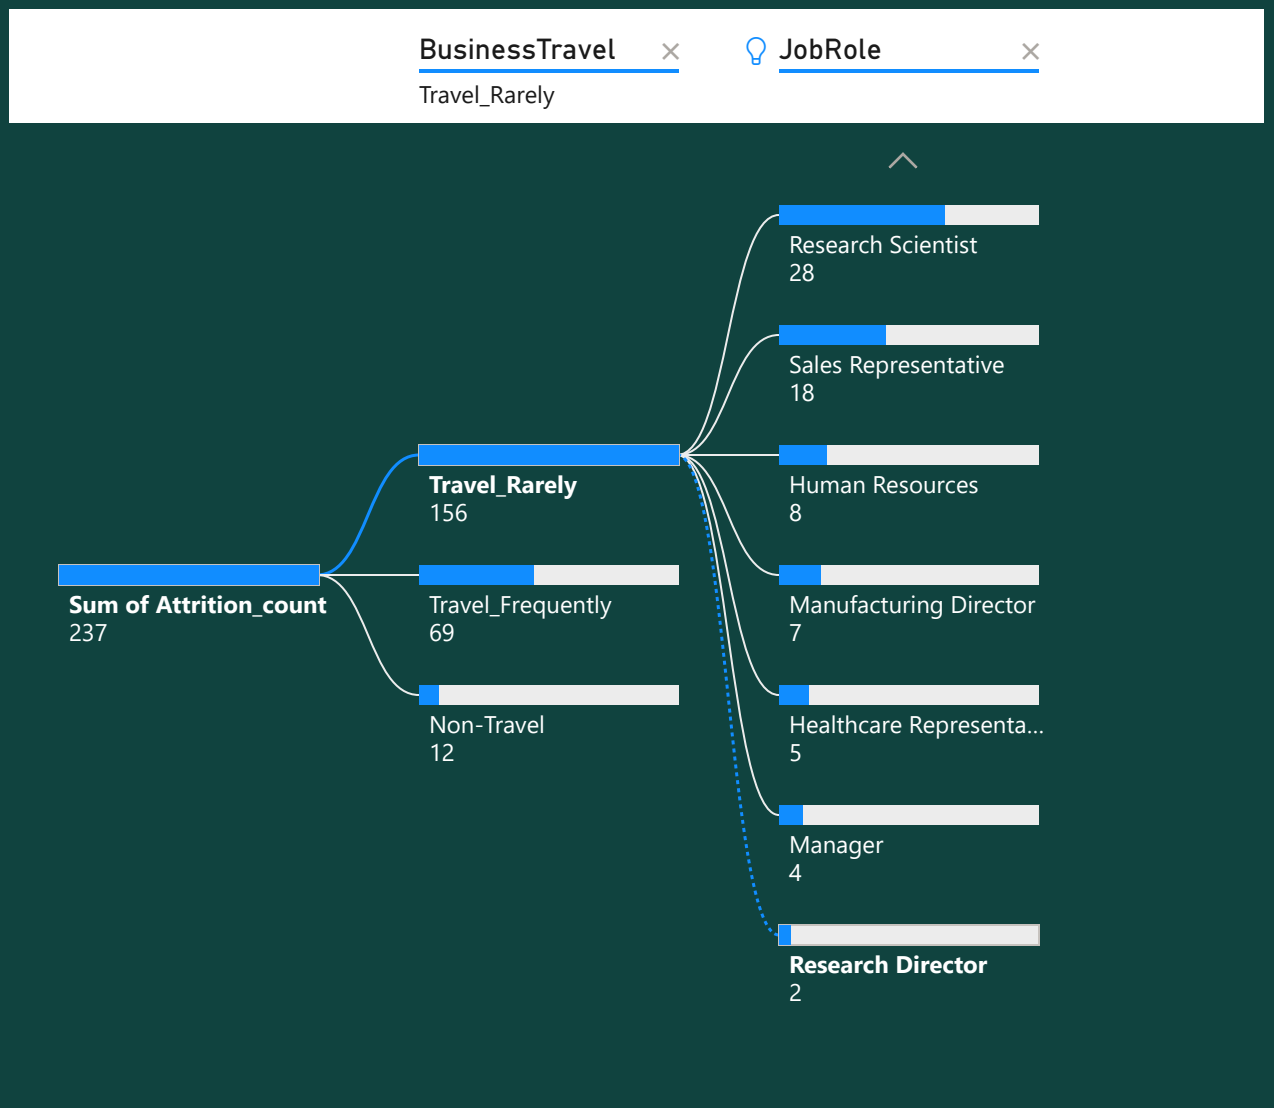 BusinessTravel
JobRole
Travel_Rarely
Research Scientist
28
Sales Representative
18
Travel_Rarely
156
Human Resources
8
Sum of Attrition_count
237
Travel_Frequently
69
Manufacturing Director
7
Non-Travel
12
Healthcare Representa...
5
Manager
4
Research Director
2